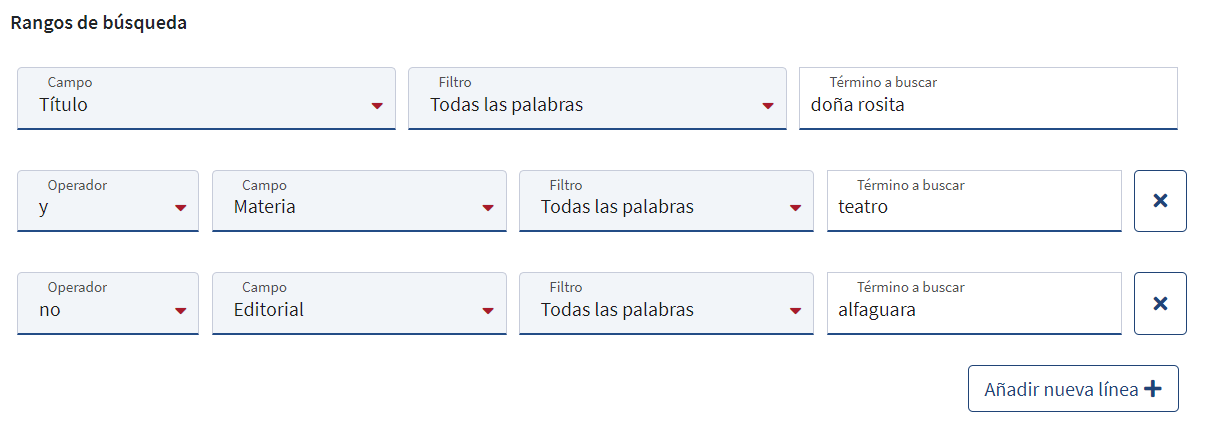 Rangos de búsqueda
Campo Filtro Término a buscar
Título Todas las palabras doña rosita
Operador Campo Filtro Término a buscar
y Materia Todas las palabras teatro
Operador Campo Filtro Término a buscar
no Editorial Todas las palabras alfaguara
Añadir nueva línea